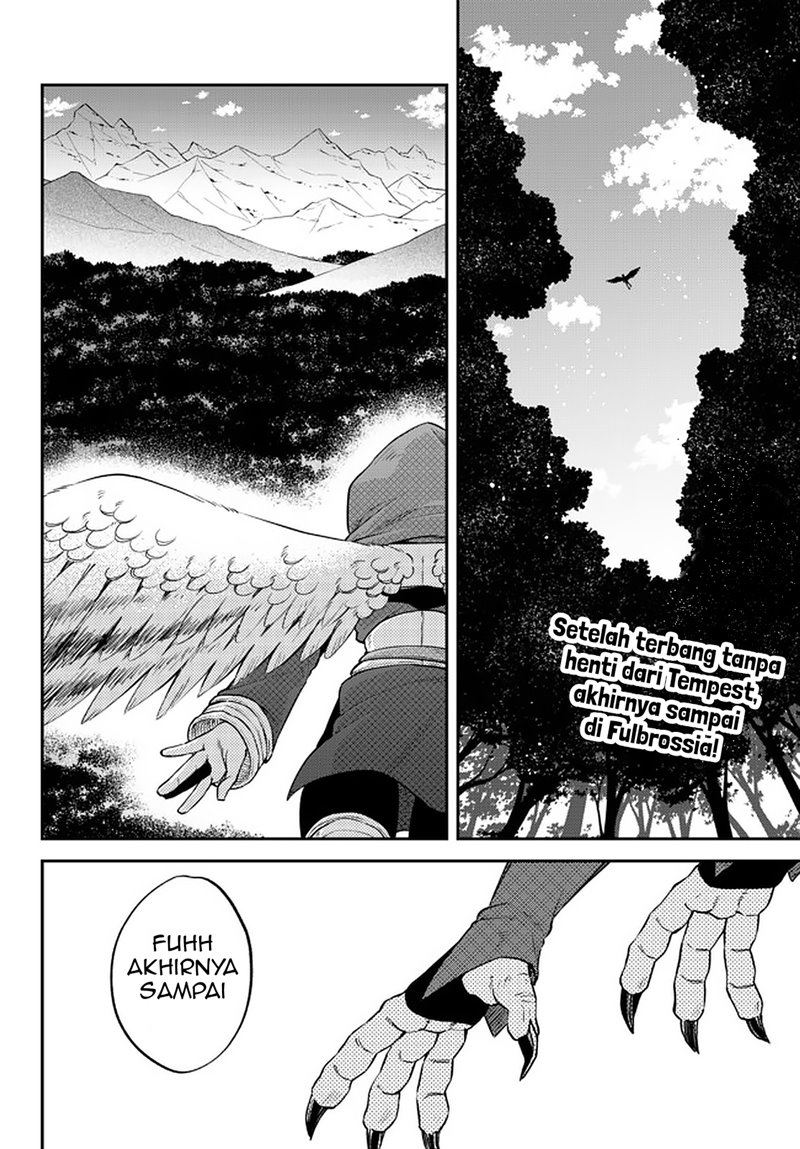 Setelah terbang tanpa
henti dari Tempest,
akhirnya sampai
di Fulbrossia!
FUHH
AKHIRNYA
SAMPAI